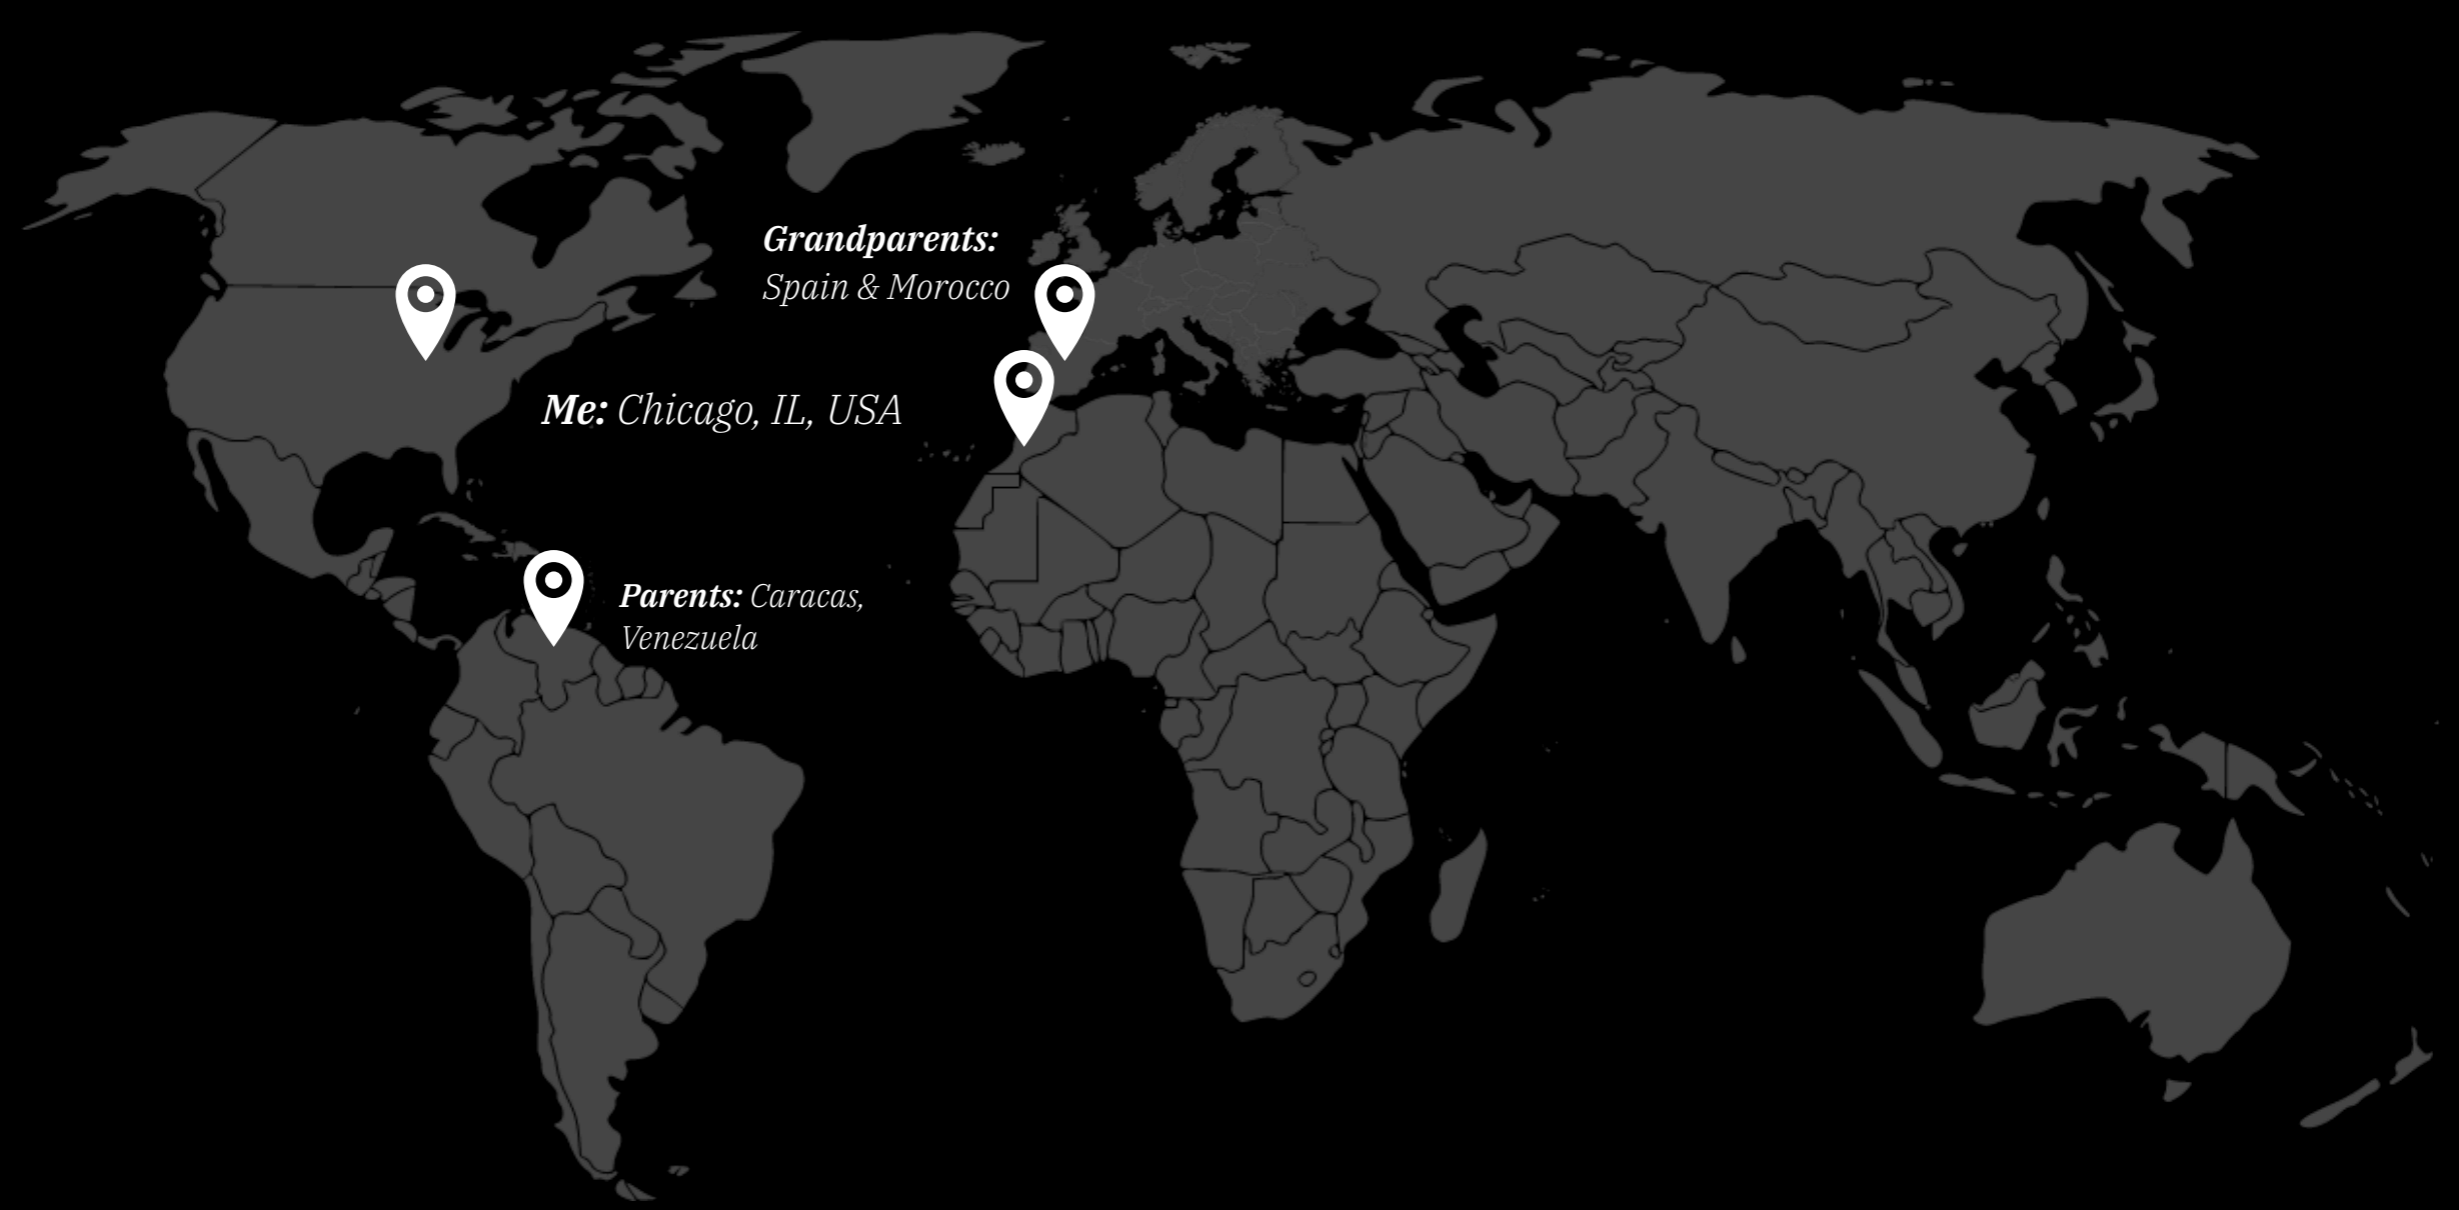 Grandparents:
Spain & Morocco
Me: Chicago, IL, USA
Parents: Caracas,
Venezuela